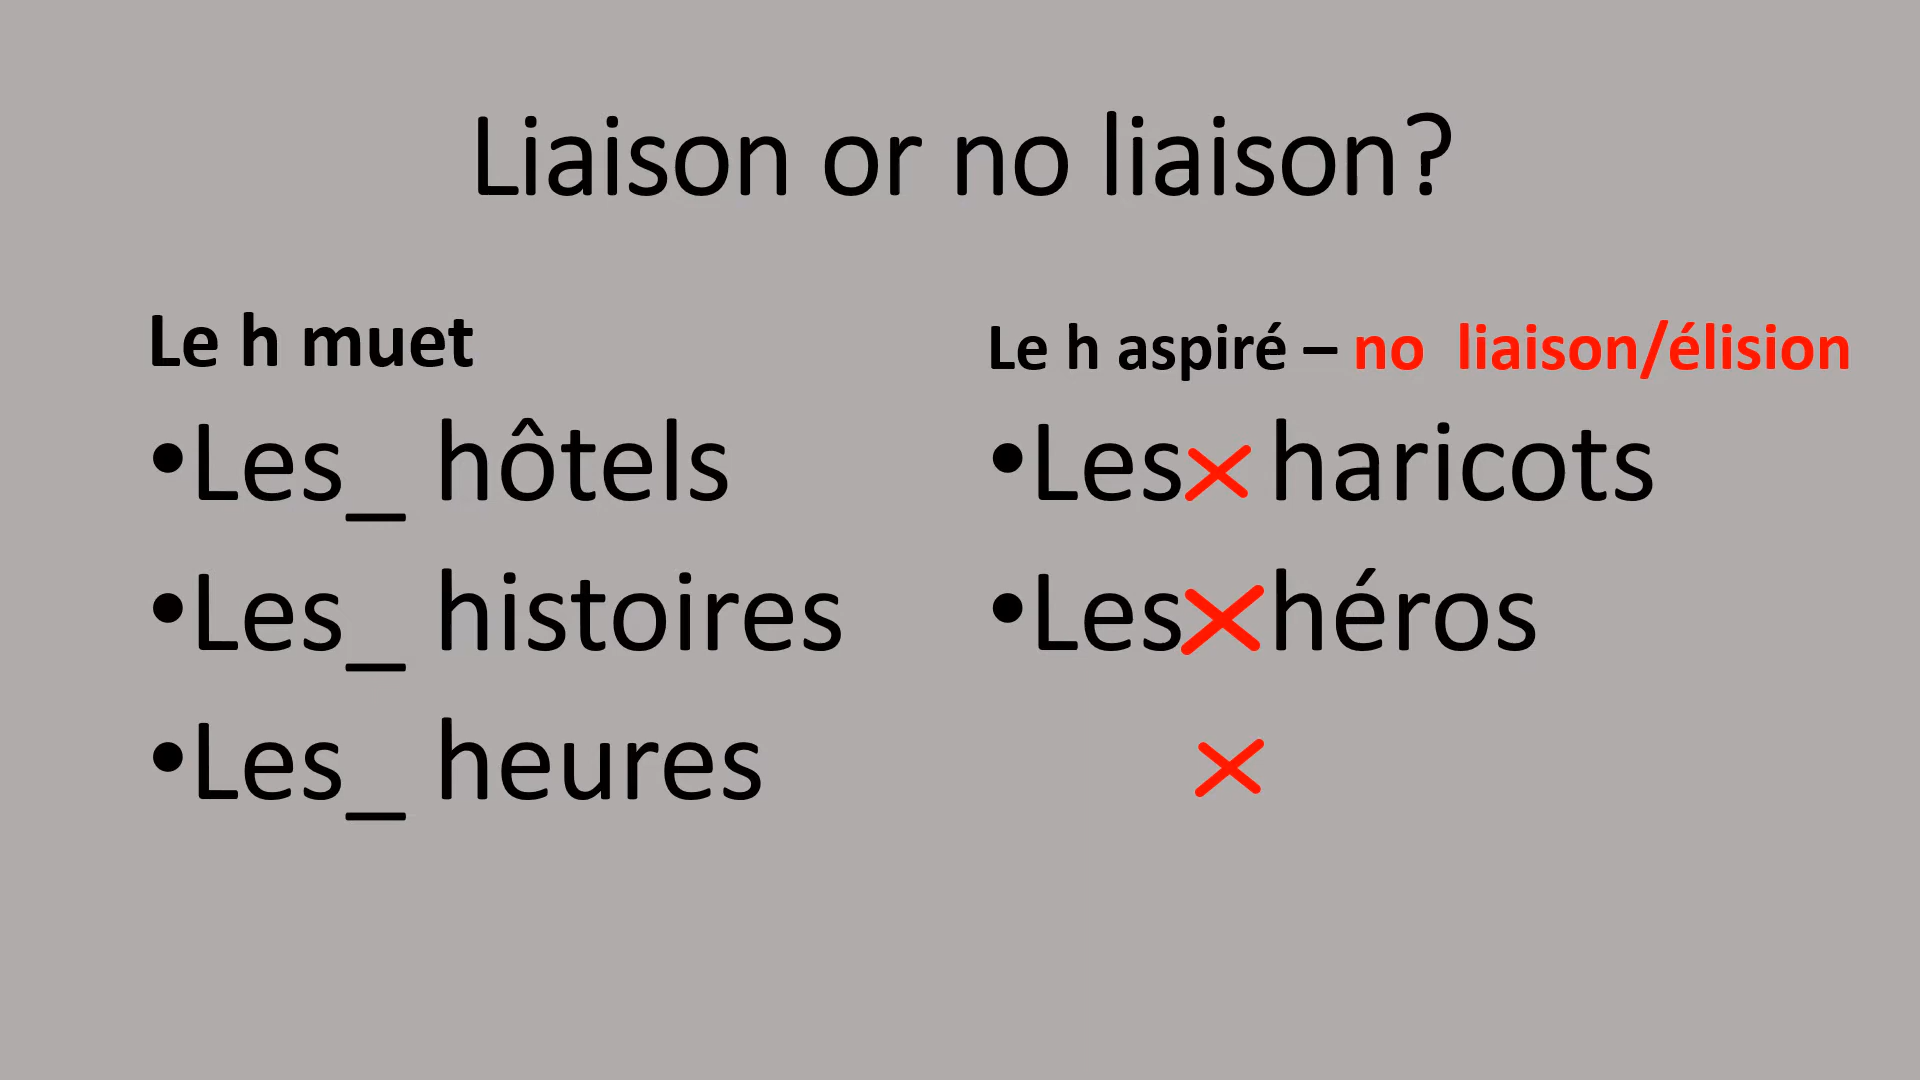 Liaison or no liaison?
Le h muet
•Les_ hôtels
•Les_ histoires
•Les_ heures
Le h aspiré – no liaison/élision
•Les haricots
•Les héros